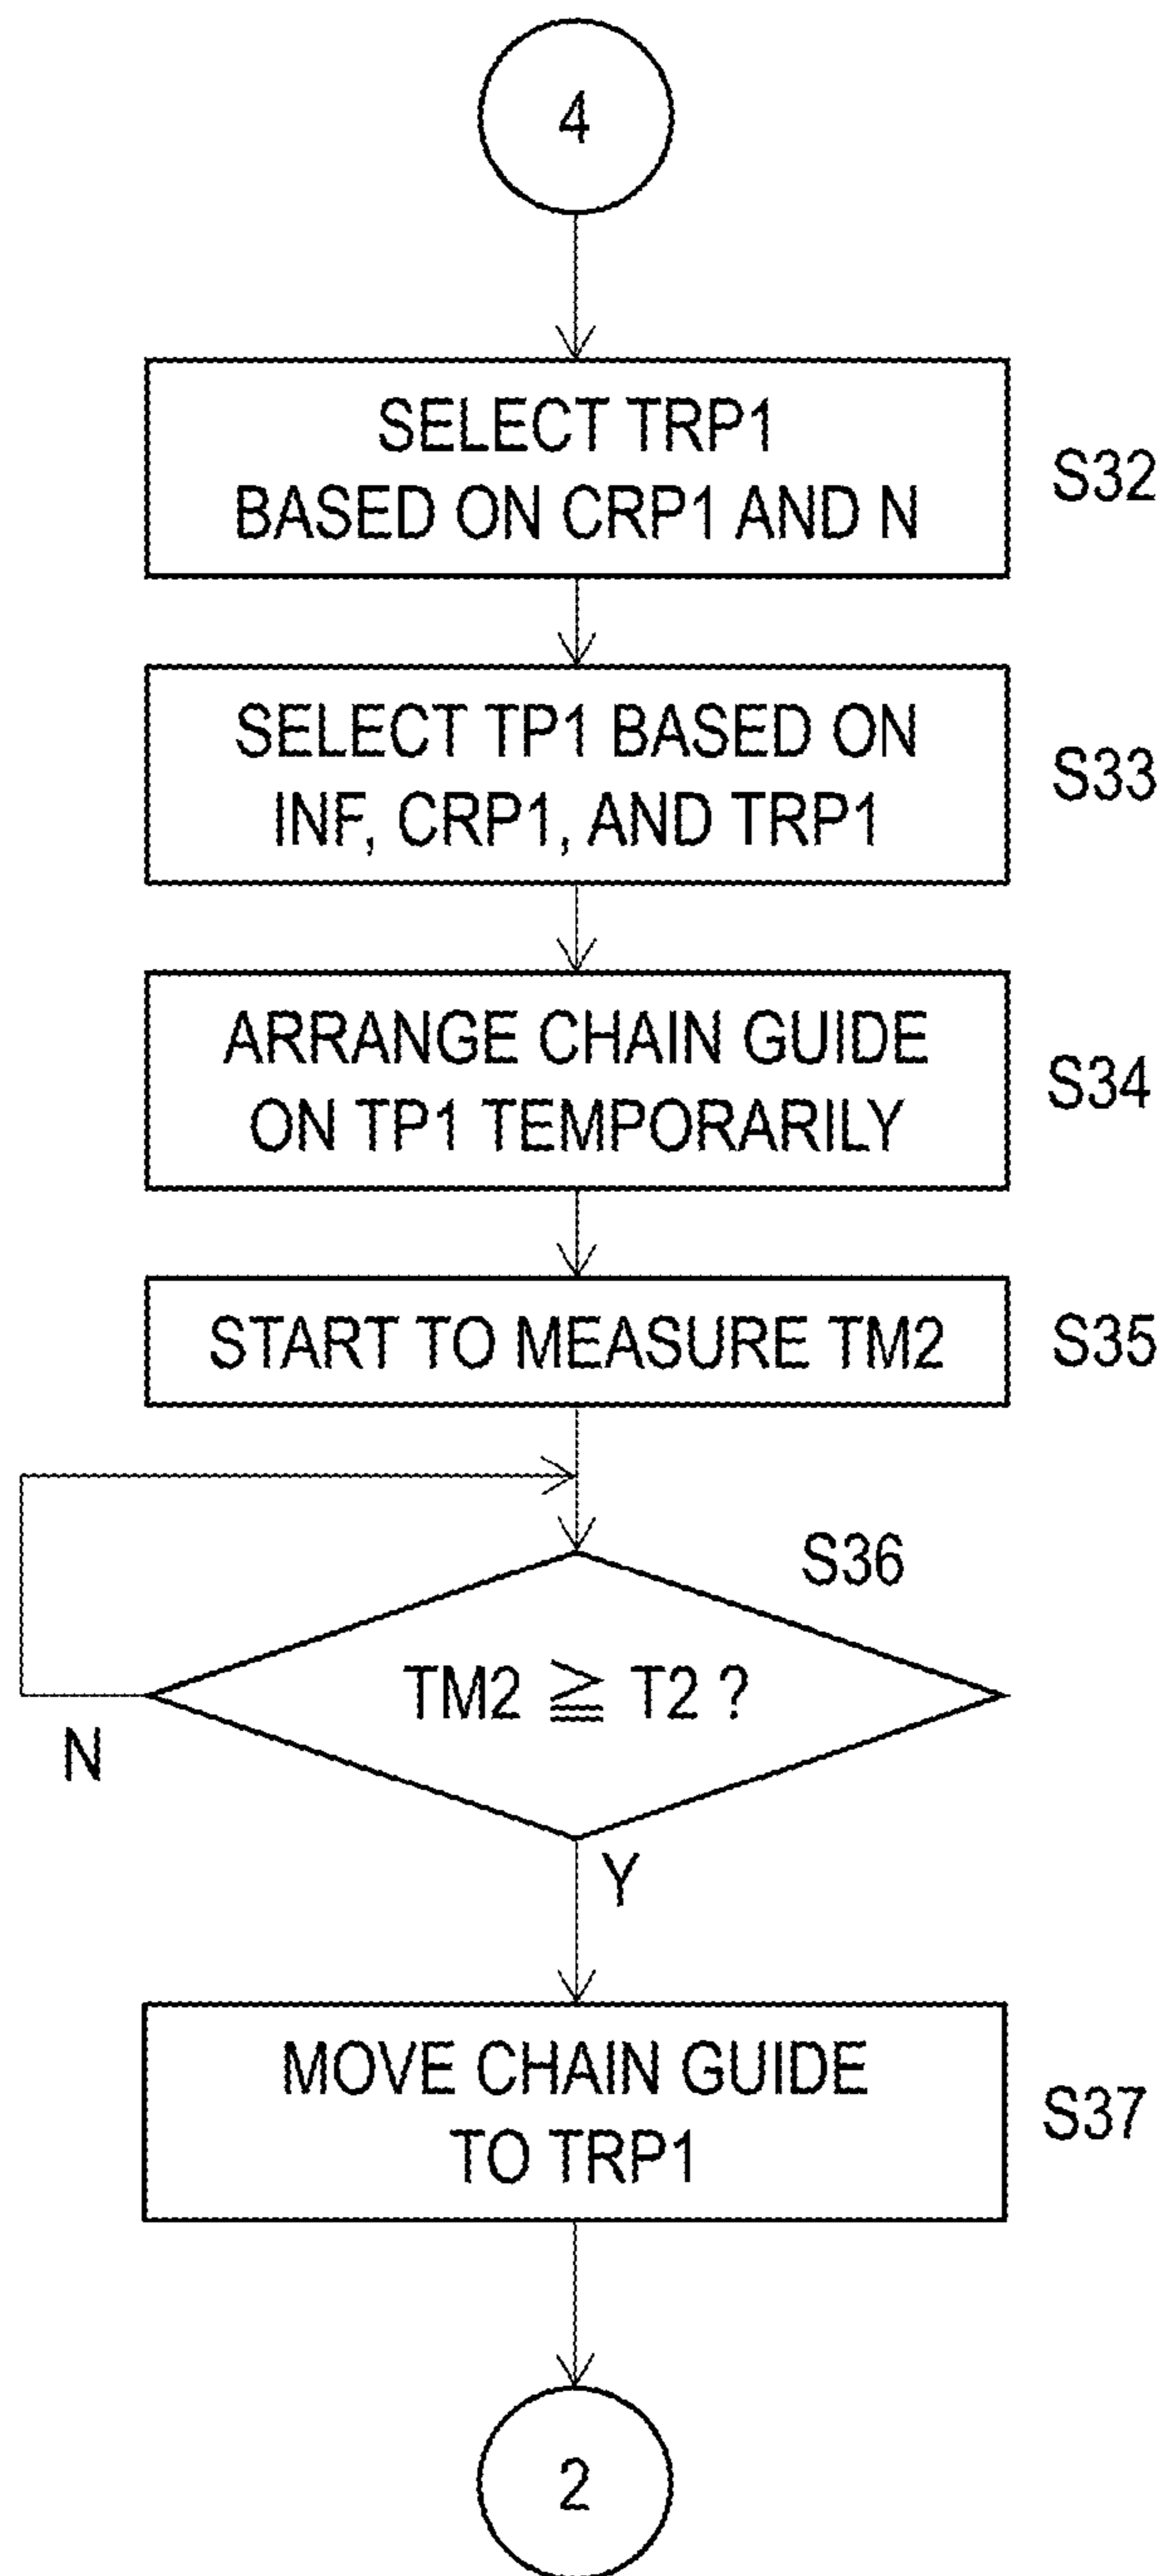 4
SELECT TRP1
BASED ON CRP1 AND N
S32
SELECT TP1 BASED ON
INF, CRP1, AND TRP1
S33
ARRANGE CHAIN GUIDE
ON TP1 TEMPORARILY
S34
START TO MEASURE TM2
S35
S36
TM2 ≧ T2 ?
N
Y
MOVE CHAIN GUIDE
TO TRP1
S37
2